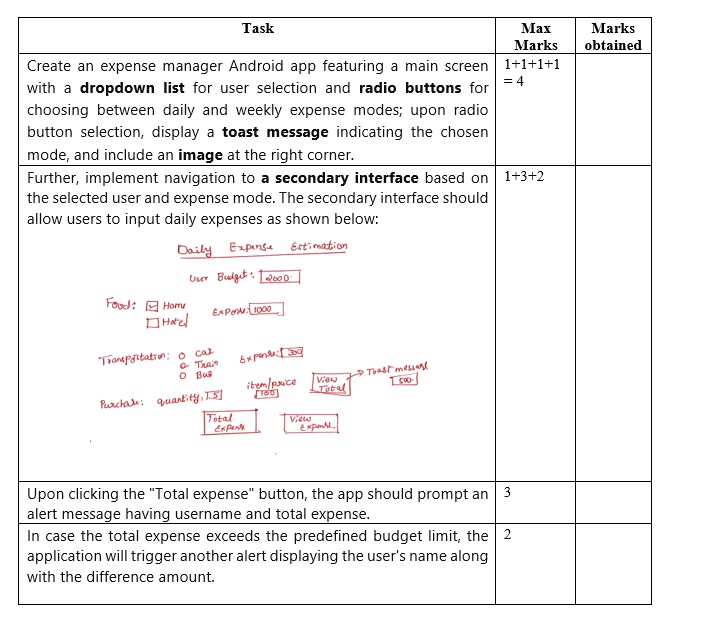 Task
Max
Marks
Marks
obtained
Create an expense manager Android app featuring a main screen
with a dropdown list for user selection and radio buttons for
choosing between daily and weekly expense modes; upon radio
button selection, display a toast message indicating the chosen
mode, and include an image at the right corner.
1+1+1+1
= 4
Further, implement navigation to a secondary interface based on
the selected user and expense mode. The secondary interface should
allow users to input daily expenses as shown below:
1+3+2
Daily Expense Estimation
User Budget: 2000
Food: Home
Hotel
Expense: 1000
Transportation: Car
Train
Bus
Expense: 300
Purchase: quantity: 5
item/price
100
View
Total
Toast message
500
Total
Expense
View
Expense
Upon clicking the "Total expense" button, the app should prompt an
alert message having username and total expense.
3
In case the total expense exceeds the predefined budget limit, the
application will trigger another alert displaying the user's name along
with the difference amount.
2